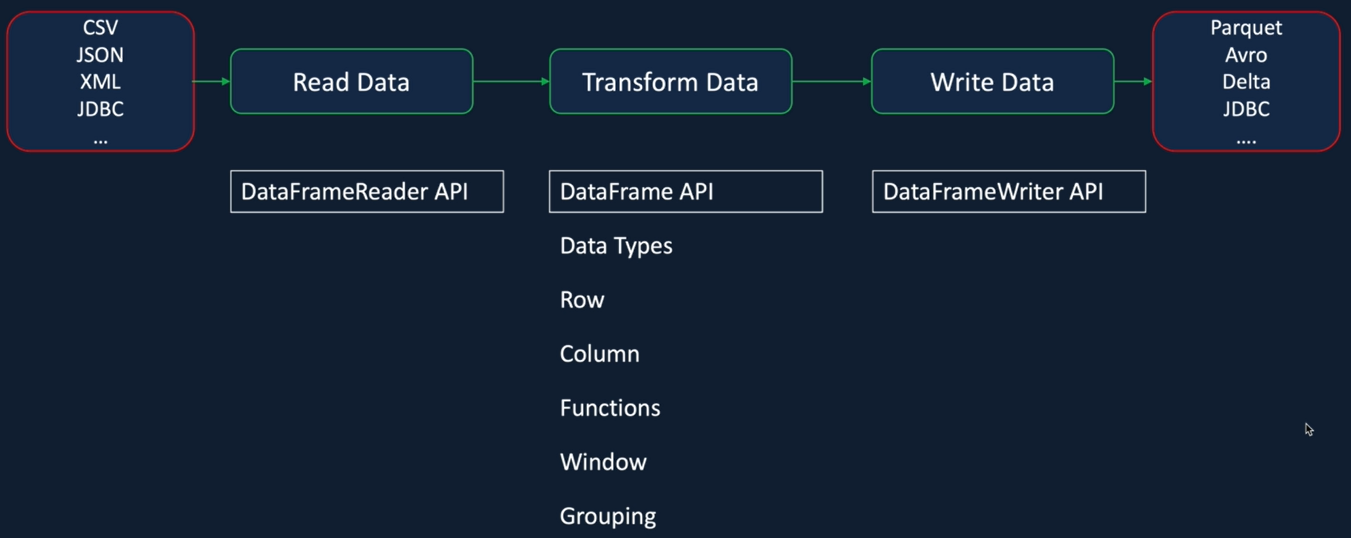 CSV
JSON
XML
JDBC
...
Read Data
Transform Data
Write Data
Parquet
Avro
Delta
JDBC
....
DataFrameReader API
DataFrame API
DataFrameWriter API
Data Types
Row
Column
Functions
Window
Grouping